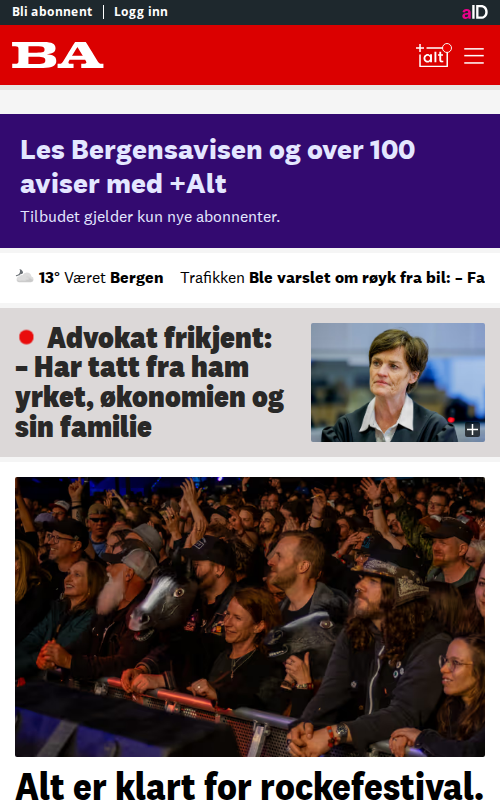 Bli abonnent | Logg inn
aID
BA
+alt
Les Bergensavisen og over 100
aviser med +Alt
Tilbudet gjelder kun nye abonnenter.
13° Været Bergen Trafikken Ble varslet om røyk fra bil: – Fa
Advokat frikjent:
– Har tatt fra ham
yrket, økonomien og
sin familie
Alt er klart for rockefestival.